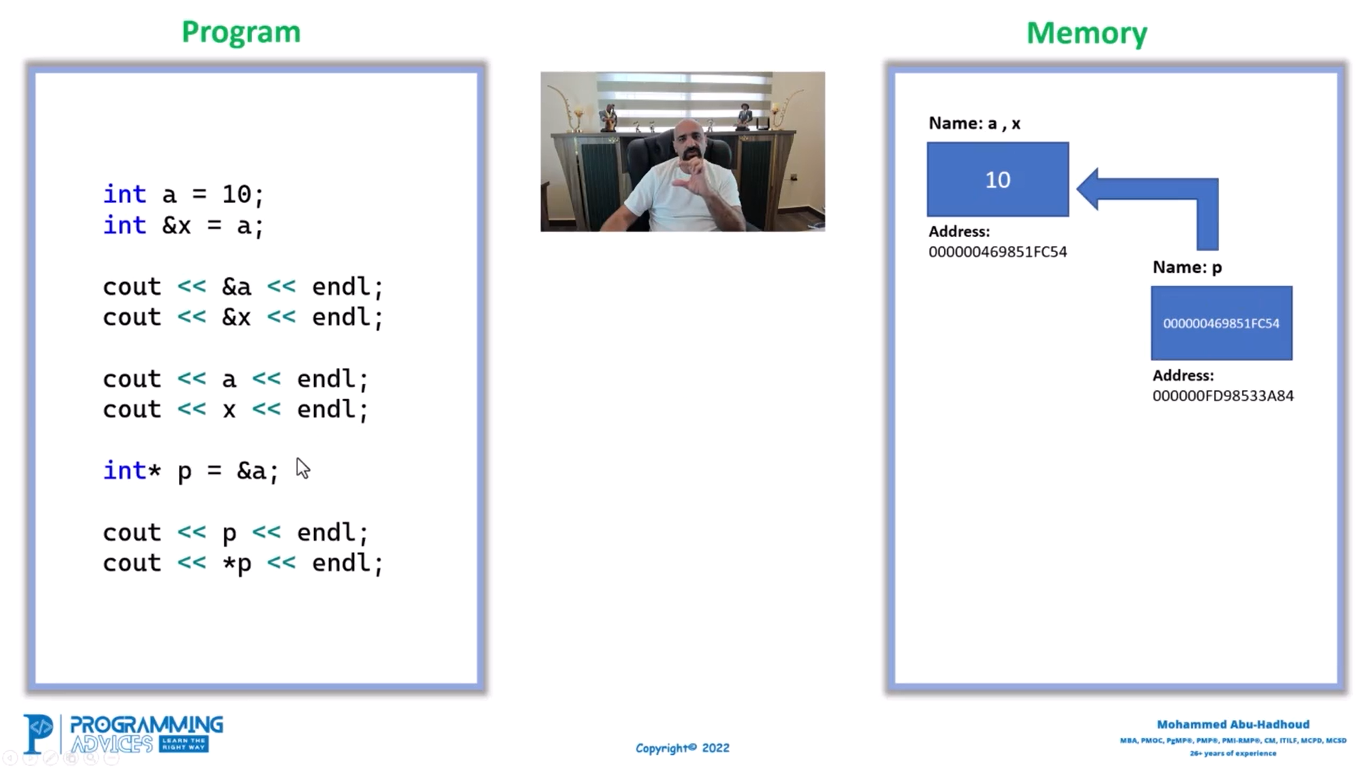 Program
int a = 10;
int &x = a;
cout << &a << endl;
cout << &x << endl;
cout << a << endl;
cout << x << endl;
int* p = &a;
cout << p << endl;
cout << *p << endl;
Memory
Name: a , x
10
Address:
000000469851FC54
Name: p
000000469851FC54
Address:
000000FD98533A84
PROGRAMMING
ADVICES LEARN THE
RIGHT WAY
Copyright© 2022
Mohammed Abu-Hadhoud
MBA, PMOC, PgMP®, PMP®, PMI-RMP®, CM, ITILF, MCPD, MCSD
26+ years of experience